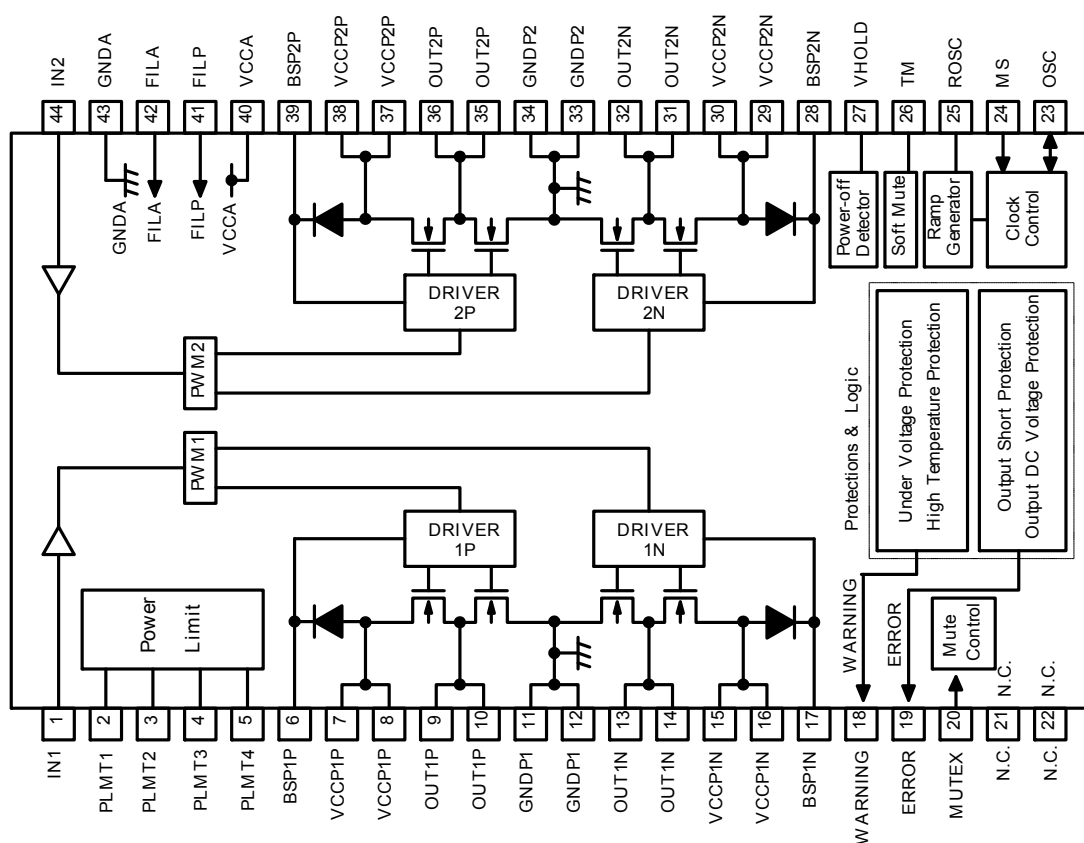 IN2
GNDA
FILA
FILP
VCCA
BSP2P
VCCP2P
VCCP2P
OUT2P
OUT2P
GNDP2
GNDP2
OUT2N
OUT2N
VCCP2N
VCCP2N
BSP2N
VHOLD
TM
ROSC
MS
OSC
44
43
42
41
40
39
38
37
36
35
34
33
32
31
30
29
28
27
26
25
24
23
GNDA
FILA
FILP
VCCA
Power-off
Detector
Soft Mute
Ramp
Generator
Clock
Control
DRIVER
2P
DRIVER
2N
PWM2
PWM1
DRIVER
1P
DRIVER
1N
Protections & Logic
Under Voltage Protection
High Temperature Protection
Output Short Protection
Output DC Voltage Protection
Power
Limit
WARNING
ERROR
Mute
Control
N.C.
N.C.
1
2
3
4
5
6
7
8
9
10
11
12
13
14
15
16
17
18
19
20
21
22
IN1
PLMT1
PLMT2
PLMT3
PLMT4
BSP1P
VCCP1P
VCCP1P
OUT1P
OUT1P
GNDP1
GNDP1
OUT1N
OUT1N
VCCP1N
VCCP1N
BSP1N
WARNING
ERROR
MUTEX
N.C.
N.C.